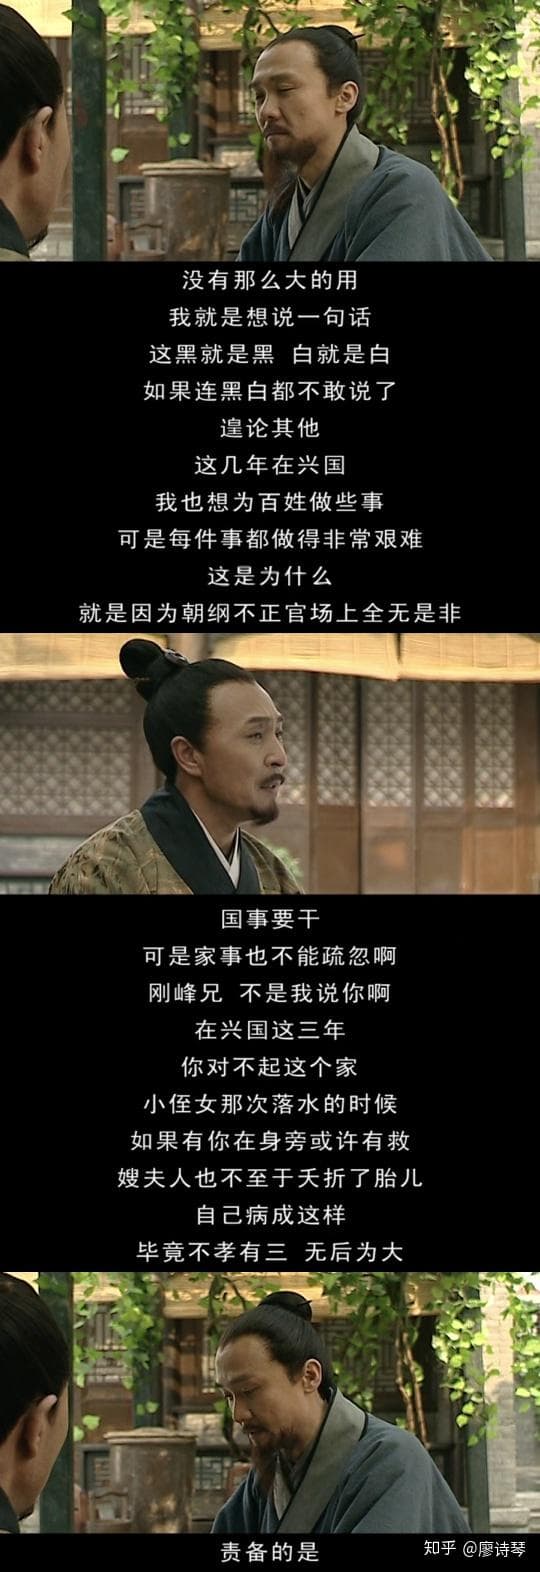 没有那么大的用
我就是想说一句话
这黑就是黑 白就是白
如果连黑白都不敢说了
遑论其他
这几年在兴国
我也想为百姓做些事
可是每件事都做得非常艰难
这是为什么
就是因为朝纲不正官场上全无是非
国事要干
可是家事也不能疏忽啊
刚峰兄 不是我说你啊
在兴国这三年
你对不起这个家
小侄女那次落水的时候
如果有你在身旁或许有救
嫂夫人也不至于夭折了胎儿
自己病成这样
毕竟不孝有三 无后为大
责备的是
知乎 @廖诗琴